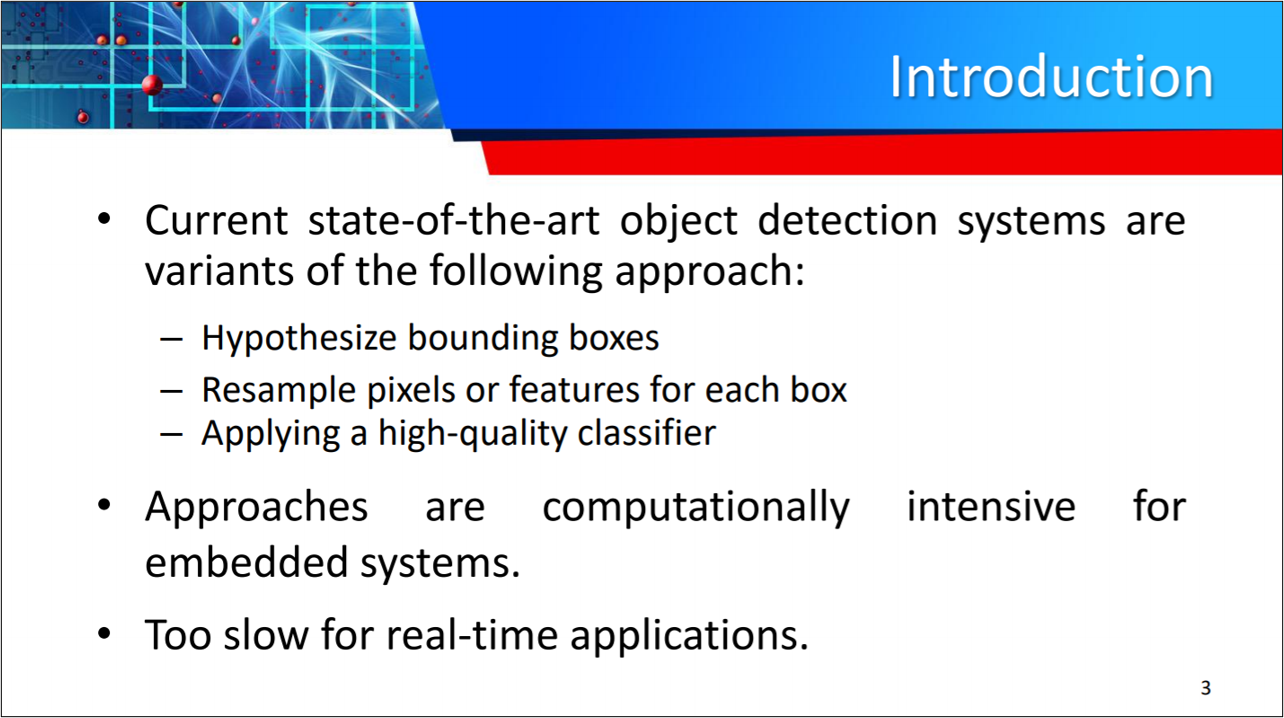 Introduction
• Current state-of-the-art object detection systems are
variants of the following approach:
– Hypothesize bounding boxes
– Resample pixels or features for each box
– Applying a high-quality classifier
• Approaches are computationally intensive for
embedded systems.
• Too slow for real-time applications.
3